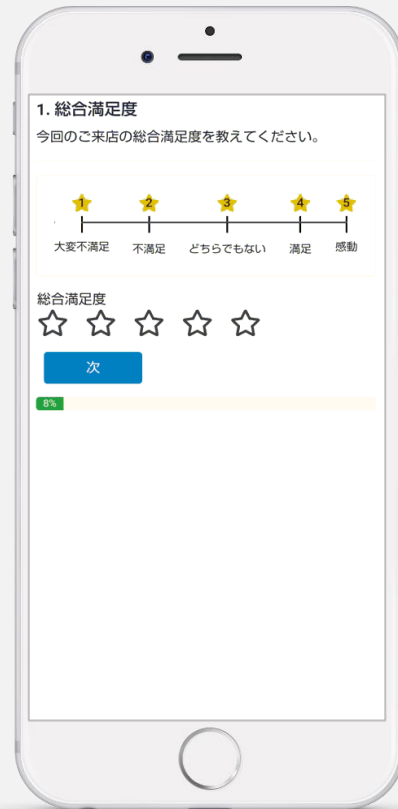 1. 総合満足度
今回のご来店の総合満足度を教えてください。
1 2 3 4 5
大変不満足 不満足 どちらでもない 満足 感動
総合満足度
次
8%